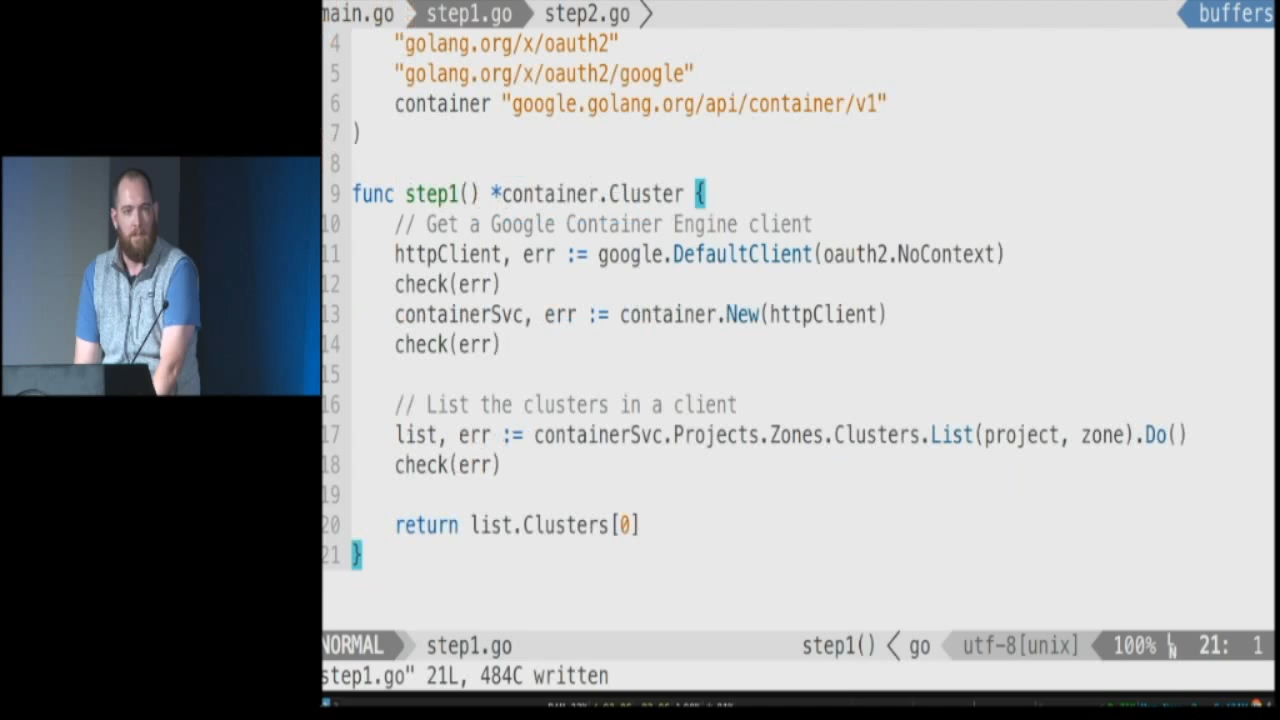 main.go step1.go step2.go buffers
4 "golang.org/x/oauth2"
5 "golang.org/x/oauth2/google"
6 container "google.golang.org/api/container/v1"
7 )
8
9 func step1() *container.Cluster {
10 // Get a Google Container Engine client
11 httpClient, err := google.DefaultClient(oauth2.NoContext)
12 check(err)
13 containerSvc, err := container.New(httpClient)
14 check(err)
15
16 // List the clusters in a client
17 list, err := containerSvc.Projects.Zones.Clusters.List(project, zone).Do()
18 check(err)
19
20 return list.Clusters[0]
21 }
NORMAL step1.go step1() go utf-8[unix] 100% LN 21: 1
step1.go" 21L, 484C written